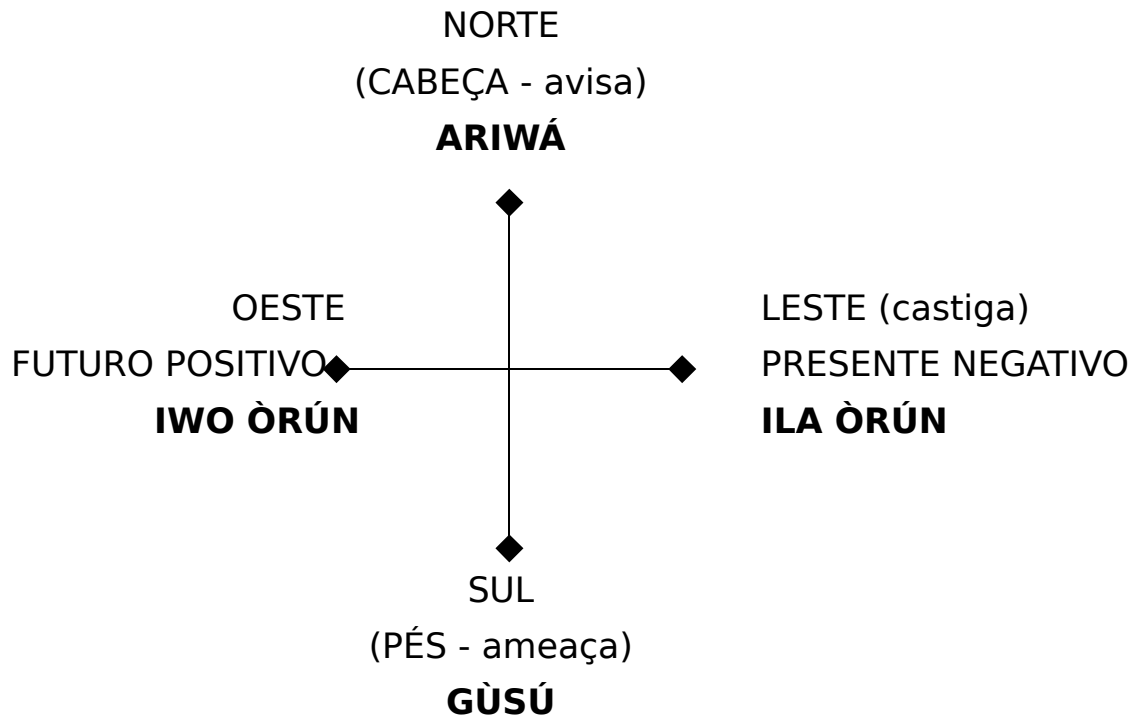 NORTE
(CABEÇA - avisa)
ARIWÁ
OESTE
FUTURO POSITIVO
IWO ÒRÚN
LESTE (castiga)
PRESENTE NEGATIVO
ILA ÒRÚN
SUL
(PÉS - ameaça)
GÙSÚ